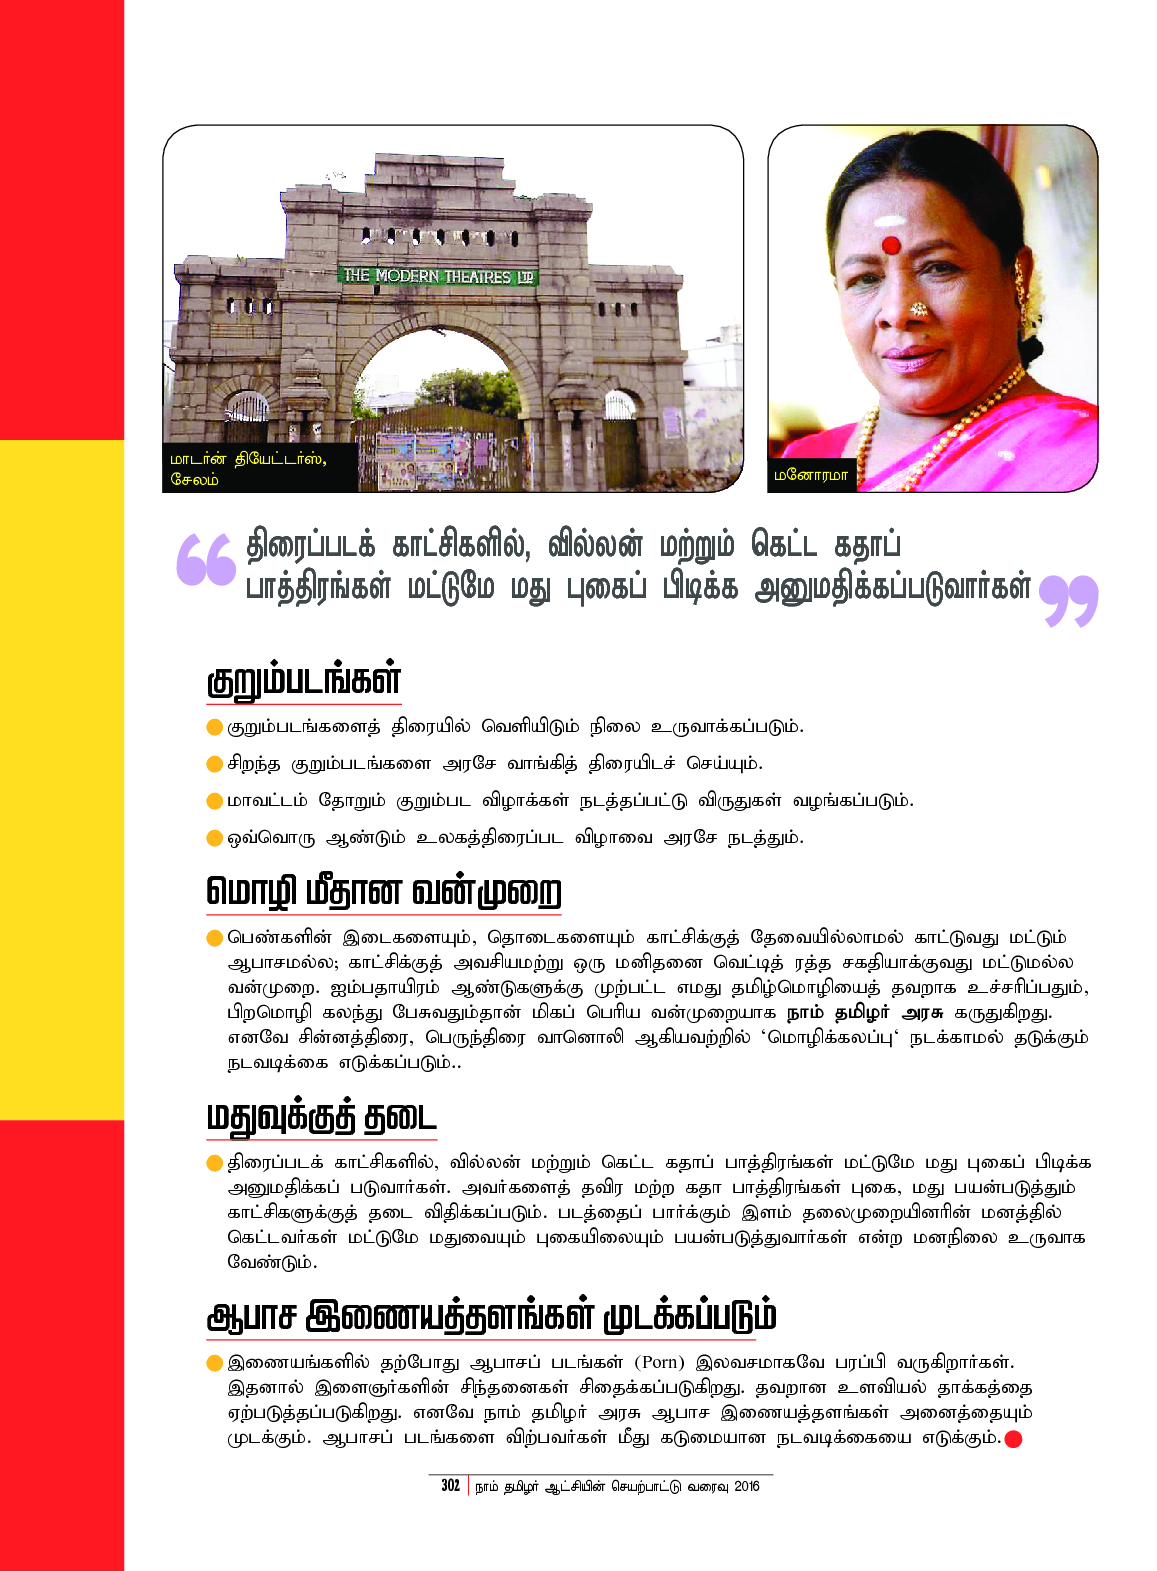 THE MODERN THEATRES LTD
மாடர்ன் தியேட்டர்ஸ்,
சேலம்
மனோரமா
“திரைப்படக் காட்சிகளில், வில்லன் மற்றும் கெட்ட கதாப்
பாத்திரங்கள் மட்டுமே மது புகைப் பிடிக்க அனுமதிக்கப்படுவார்கள்”
குறும்படங்கள்
குறும்படங்களைத் திரையில் வெளியிடும் நிலை உருவாக்கப்படும்.
சிறந்த குறும்படங்களை அரசே வாங்கித் திரையிடச் செய்யும்.
மாவட்டம் தோறும் குறும்பட விழாக்கள் நடத்தப்பட்டு விருதுகள் வழங்கப்படும்.
ஒவ்வொரு ஆண்டும் உலகத்திரைப்பட விழாவை அரசே நடத்தும்.
மொழி மீதான வன்முறை
பெண்களின் இடைகளையும், தொடைகளையும் காட்சிக்குத் தேவையில்லாமல் காட்டுவது மட்டும்
ஆபாசமல்ல; காட்சிக்குத் அவசியமற்று ஒரு மனிதனை வெட்டித் ரத்த சகதியாக்குவது மட்டுமல்ல
வன்முறை. ஐம்பதாயிரம் ஆண்டுகளுக்கு முற்பட்ட எமது தமிழ்மொழியைத் தவறாக உச்சரிப்பதும்,
பிறமொழி கலந்து பேசுவதும்தான் மிகப் பெரிய வன்முறையாக நாம் தமிழர் அரசு கருதுகிறது.
எனவே சின்னத்திரை, பெருந்திரை வானொலி ஆகியவற்றில் ‘மொழிக்கலப்பு‘ நடக்காமல் தடுக்கும்
நடவடிக்கை எடுக்கப்படும்..
மதுவுக்குத் தடை
திரைப்படக் காட்சிகளில், வில்லன் மற்றும் கெட்ட கதாப் பாத்திரங்கள் மட்டுமே மது புகைப் பிடிக்க
அனுமதிக்கப் படுவார்கள். அவர்களைத் தவிர மற்ற கதா பாத்திரங்கள் புகை, மது பயன்படுத்தும்
காட்சிகளுக்குத் தடை விதிக்கப்படும். படத்தைப் பார்க்கும் இளம் தலைமுறையினரின் மனத்தில்
கெட்டவர்கள் மட்டுமே மதுவையும் புகையிலையும் பயன்படுத்துவார்கள் என்ற மனநிலை உருவாக
வேண்டும்.
ஆபாச இணையத்தளங்கள் முடக்கப்படும்
இணையங்களில் தற்போது ஆபாசப் படங்கள் (Porn) இலவசமாகவே பரப்பி வருகிறார்கள்.
இதனால் இளைஞர்களின் சிந்தனைகள் சிதைக்கப்படுகிறது. தவறான உளவியல் தாக்கத்தை
ஏற்படுத்தப்படுகிறது. எனவே நாம் தமிழர் அரசு ஆபாச இணையத்தளங்கள் அனைத்தையும்
முடக்கும். ஆபாசப் படங்களை விற்பவர்கள் மீது கடுமையான நடவடிக்கையை எடுக்கும்.
302 நாம் தமிழர் ஆட்சியின் செயற்பாட்டு வரைவு 2016